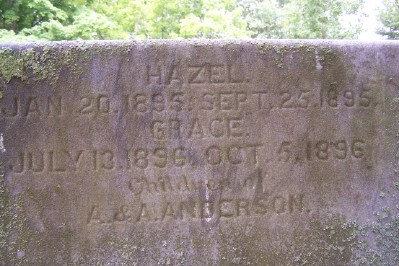 HAZEL.
JAN. 20. 1895. SEPT. 25. 1895.
GRACE.
JULY 13. 1896. OCT. 5. 1896.
Children of
A. & A. ANDERSON.